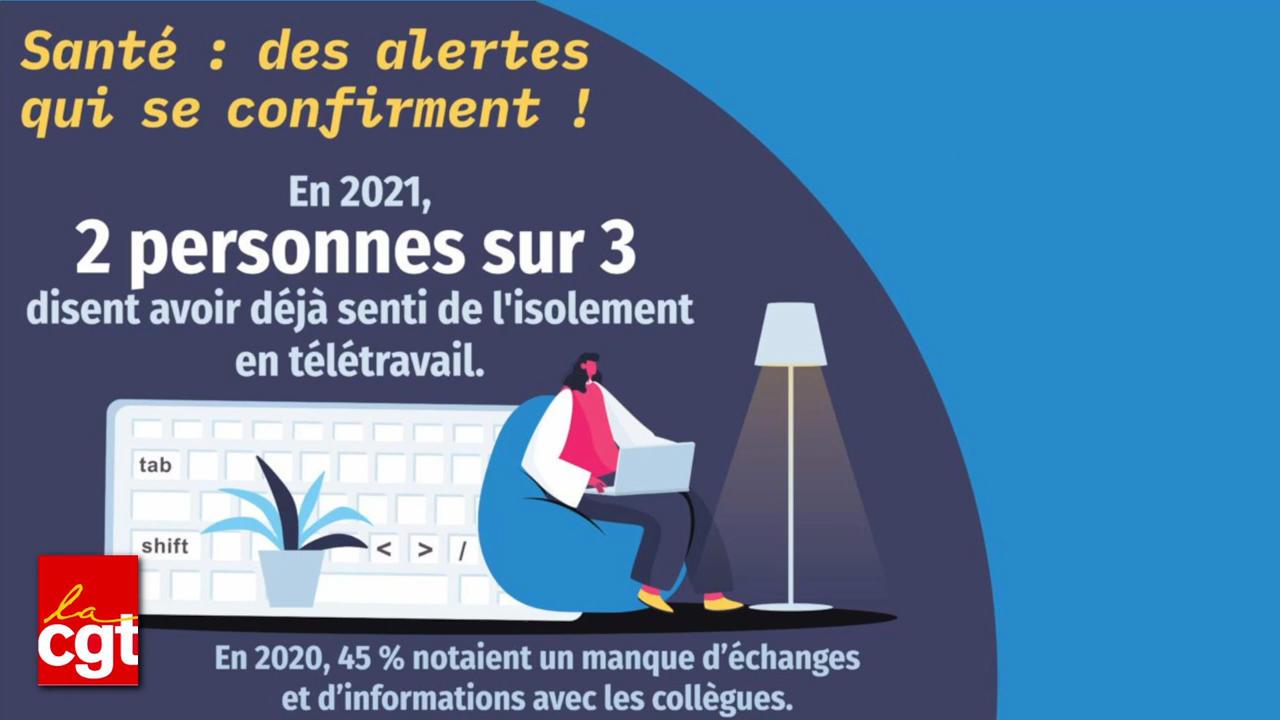 Santé : des alertes
qui se confirment !
En 2021,
2 personnes sur 3
disent avoir déjà senti de l'isolement
en télétravail.
tab
shift
< > /
la
cgt
En 2020, 45 % notaient un manque d’échanges
et d’informations avec les collègues.